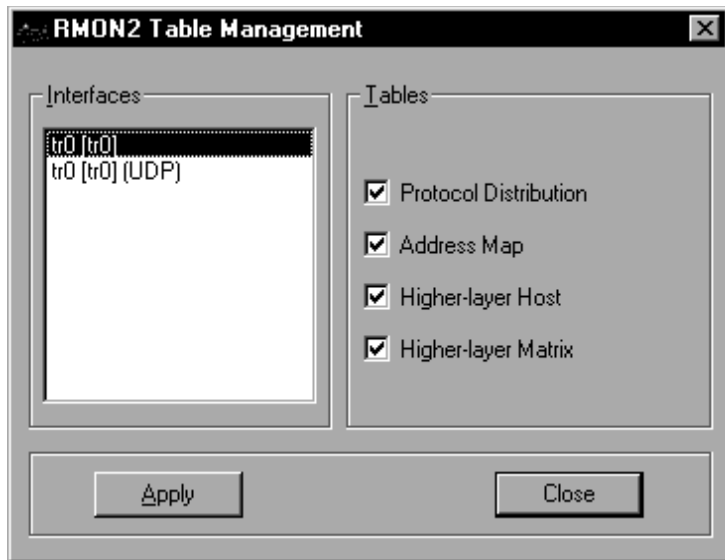 RMON2 Table Management
Interfaces
tr0 [tr0]
tr0 [tr0] (UDP)
Tables
Protocol Distribution
Address Map
Higher-layer Host
Higher-layer Matrix
Apply
Close